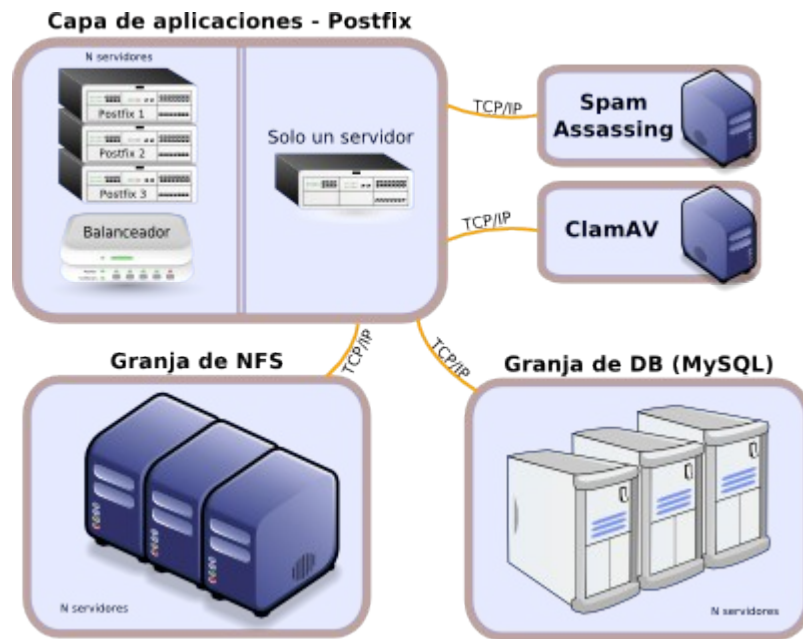 Capa de aplicaciones - Postfix
N servidores
Postfix 1
Postfix 2
Postfix 3
Balanceador
Solo un servidor
TCP/IP
Spam
Assassing
TCP/IP
ClamAV
TCP/IP
TCP/IP
Granja de NFS
N servidores
Granja de DB (MySQL)
N servidores